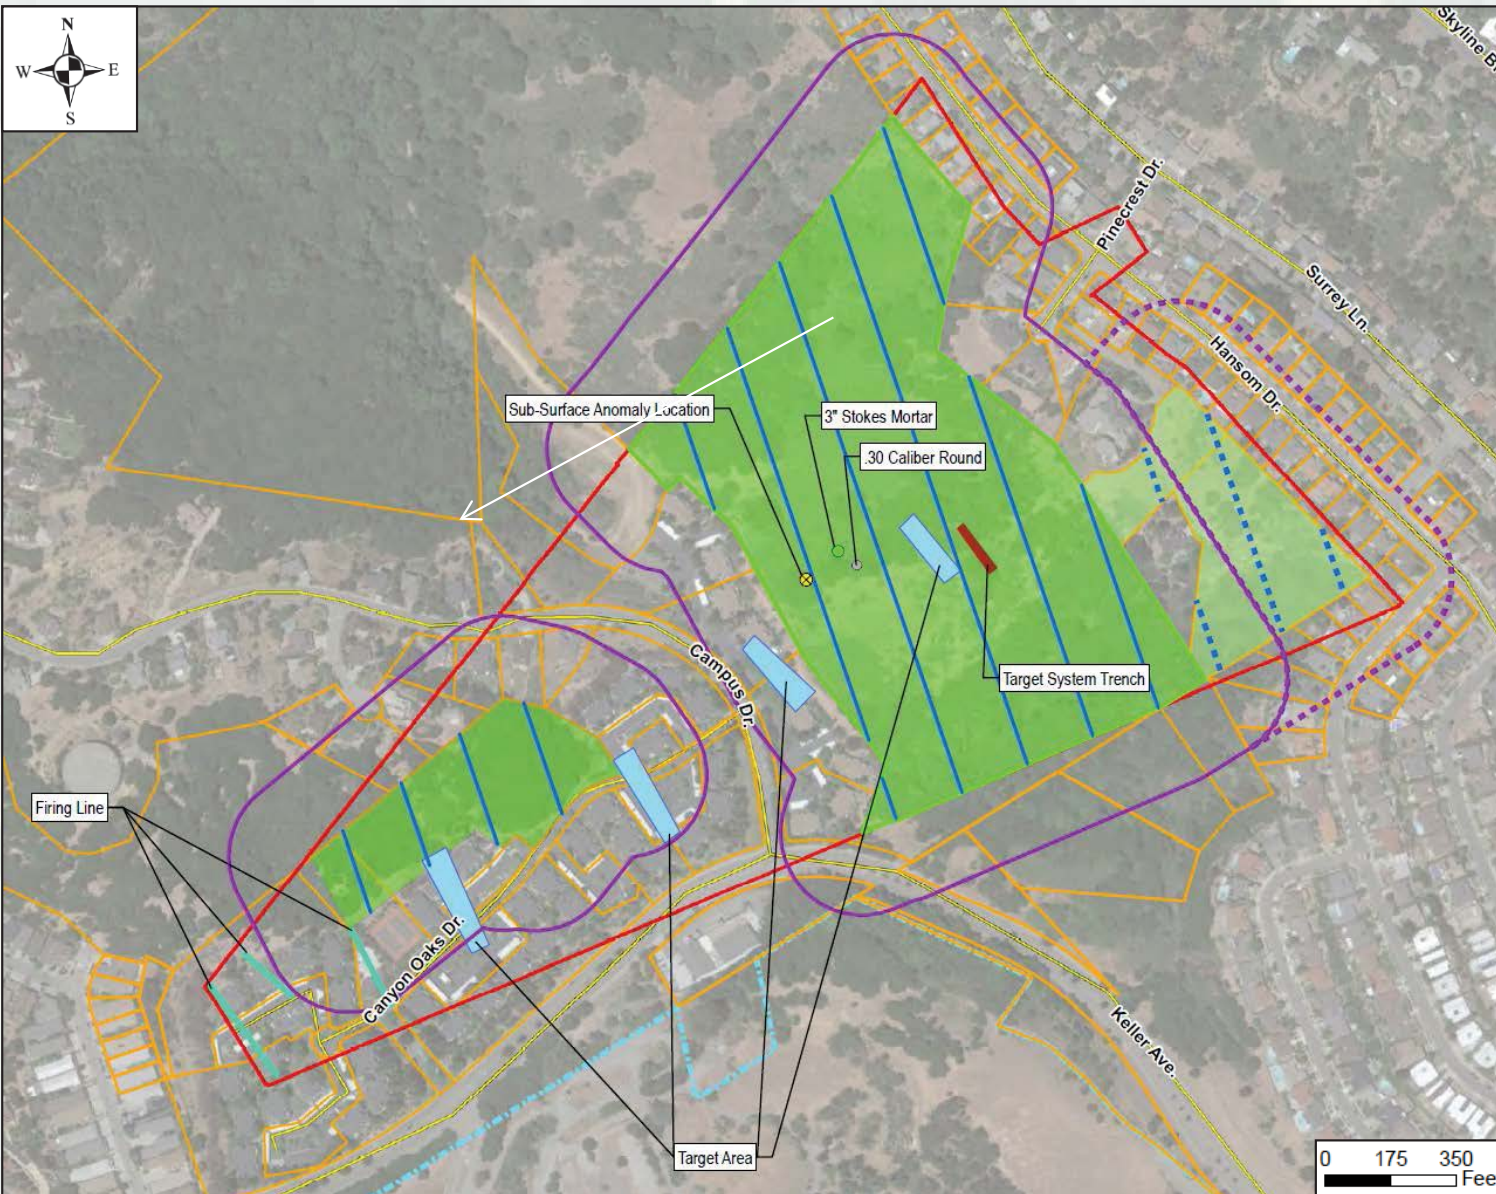 N
W E
S
Skyline B
Pinecrest Dr.
Surrey Ln.
Hansom Dr.
Sub-Surface Anomaly Location
3" Stokes Mortar
.30 Caliber Round
Target System Trench
Campus Dr.
Firing Line
Canyon Oaks Dr.
Keller Ave.
Target Area
0 175 350
Fee